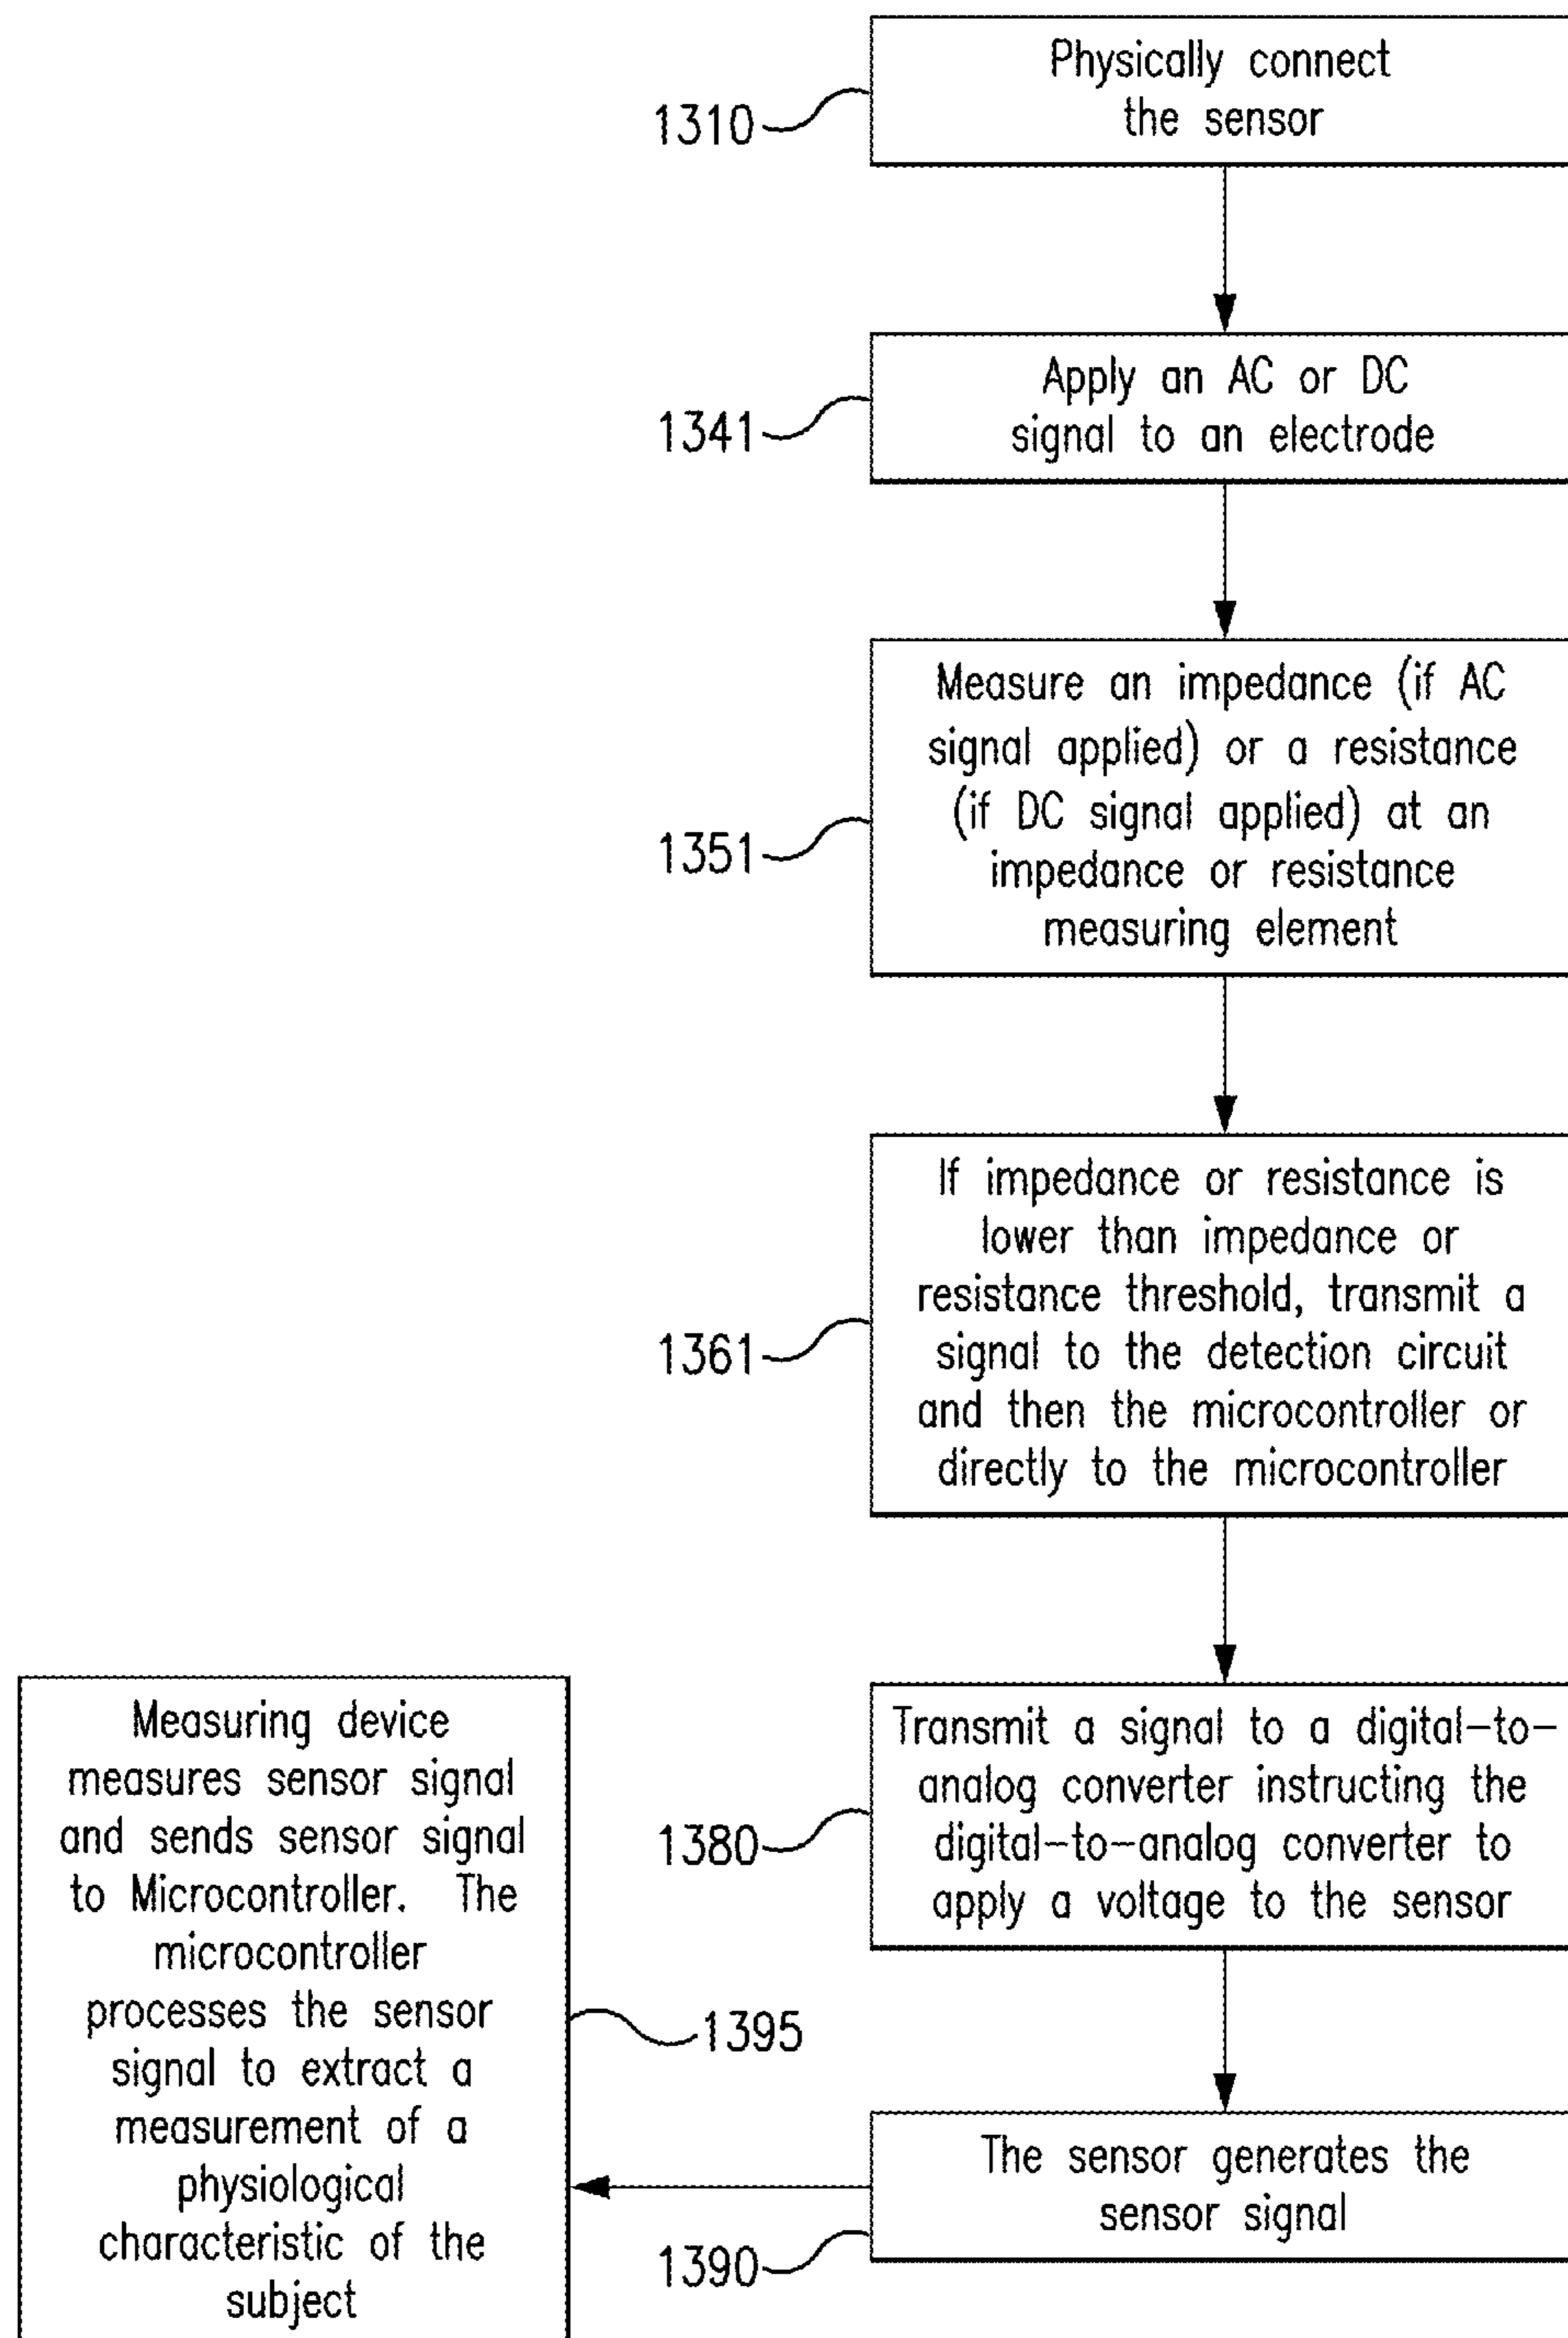 Physically connect
the sensor
1310
Apply an AC or DC
signal to an electrode
1341
Measure an impedance (if AC
signal applied) or a resistance
(if DC signal applied) at an
impedance or resistance
measuring element
1351
If impedance or resistance is
lower than impedance or
resistance threshold, transmit a
signal to the detection circuit
and then the microcontroller or
directly to the microcontroller
1361
Transmit a signal to a digital-to-
analog converter instructing the
digital-to-analog converter to
apply a voltage to the sensor
1380
The sensor generates the
sensor signal
1390
Measuring device
measures sensor signal
and sends sensor signal
to Microcontroller. The
microcontroller
processes the sensor
signal to extract a
measurement of a
physiological
characteristic of the
subject
1395